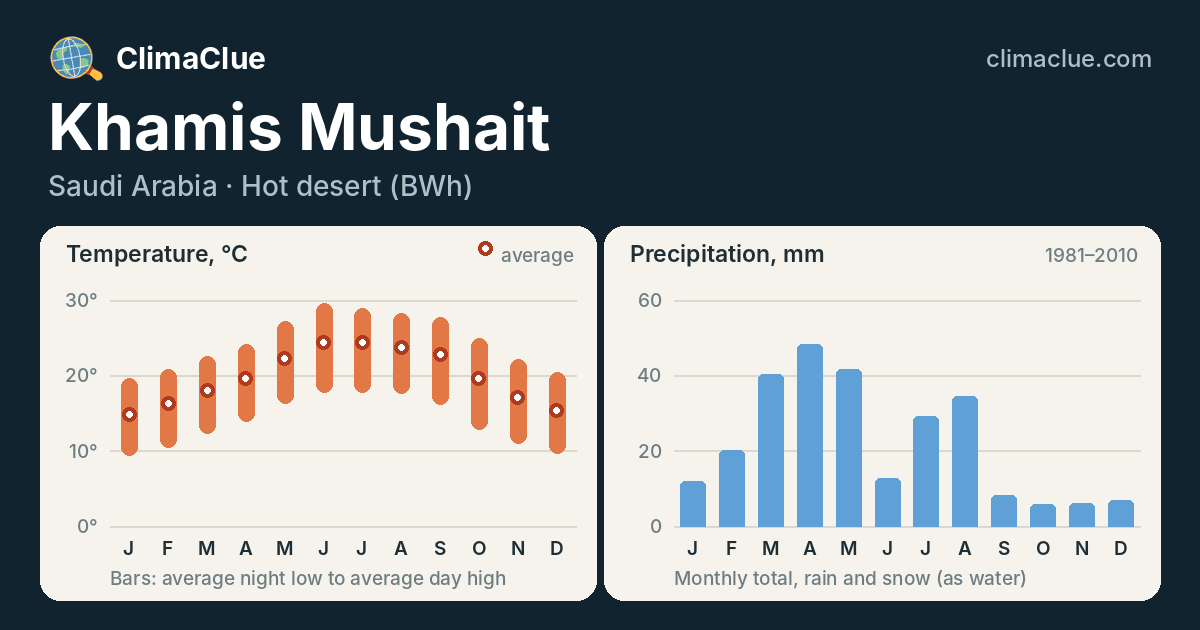 ClimaClue
climaclue.com
Khamis Mushait
Saudi Arabia · Hot desert (BWh)
Temperature, °C
average
30°
20°
10°
0°
J F M A M J J A S O N D
Bars: average night low to average day high
Precipitation, mm
1981–2010
60
40
20
0
J F M A M J J A S O N D
Monthly total, rain and snow (as water)